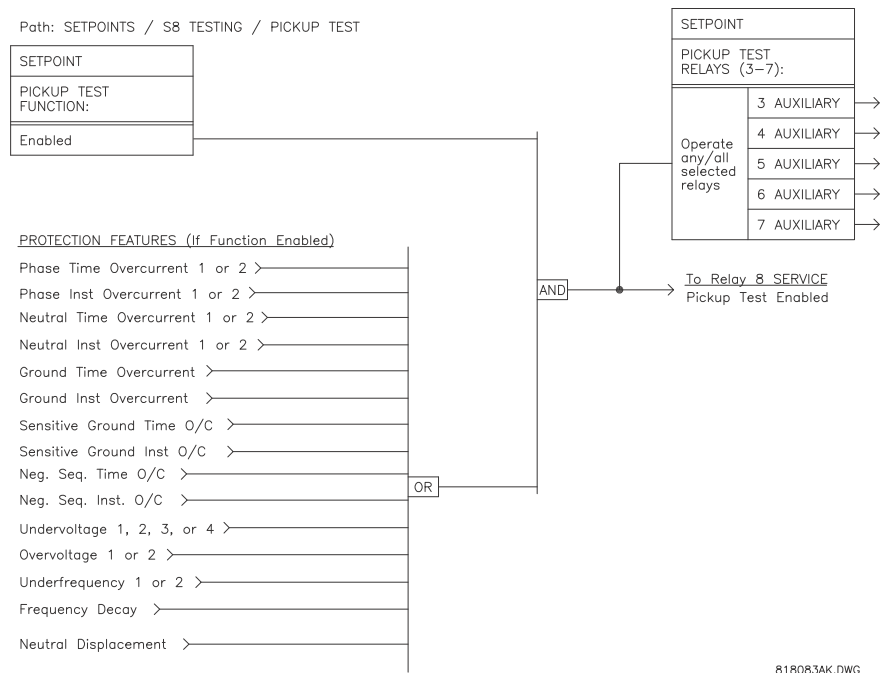 Path: SETPOINTS / S8 TESTING / PICKUP TEST
SETPOINT
PICKUP TEST
FUNCTION:
Enabled
SETPOINT
PICKUP TEST
RELAYS (3–7):
Operate
any/all
selected
relays
3 AUXILIARY
4 AUXILIARY
5 AUXILIARY
6 AUXILIARY
7 AUXILIARY
PROTECTION FEATURES (If Function Enabled)
Phase Time Overcurrent 1 or 2
Phase Inst Overcurrent 1 or 2
Neutral Time Overcurrent 1 or 2
Neutral Inst Overcurrent 1 or 2
Ground Time Overcurrent
Ground Inst Overcurrent
Sensitive Ground Time O/C
Sensitive Ground Inst O/C
Neg. Seq. Time O/C
Neg. Seq. Inst. O/C
Undervoltage 1, 2, 3, or 4
Overvoltage 1 or 2
Underfrequency 1 or 2
Frequency Decay
Neutral Displacement
OR
AND
To Relay 8 SERVICE
Pickup Test Enabled
818083AK.DWG